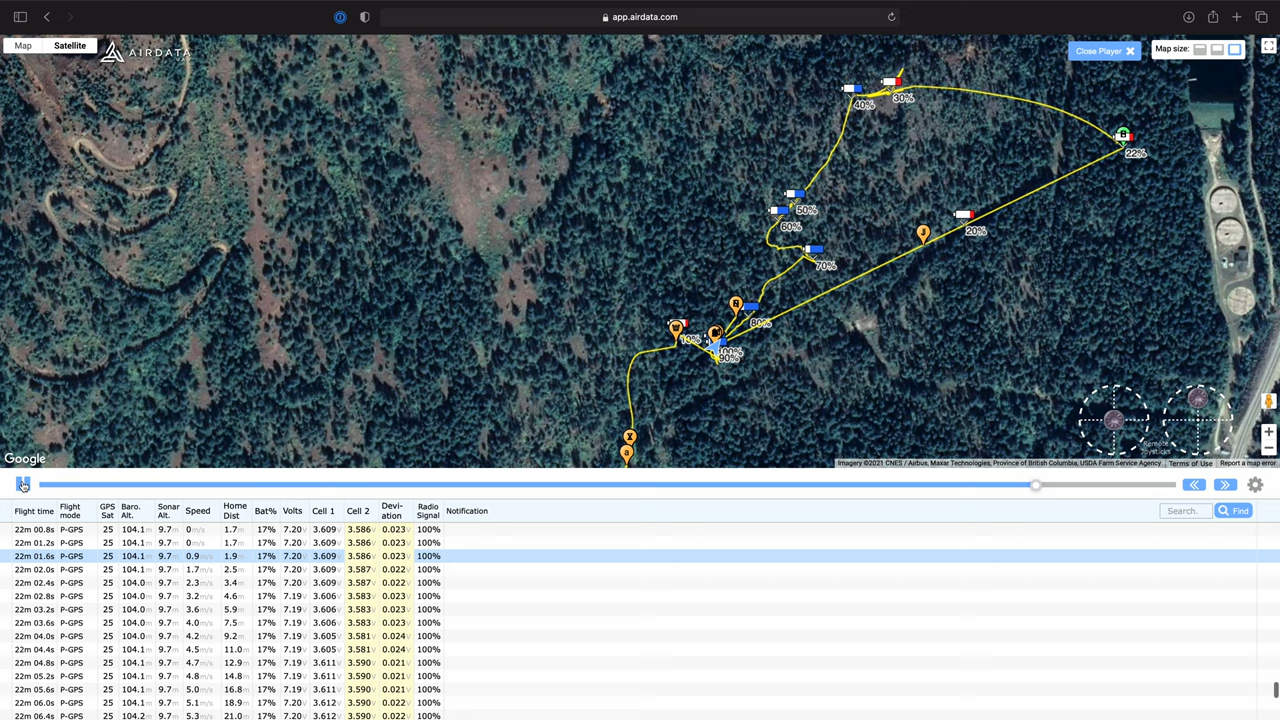 app.airdata.com
Map Satellite AIRDATA
Close Player Map size:
40% 30%
22%
50%
60%
20%
J
70%
80%
10%
100%
90%
X
a
Remote
Joysticks
Google
Imagery ©2021 CNES / Airbus, Maxar Technologies, Province of British Columbia, USDA Farm Service Agency Terms of Use Report a map error
Flight time Flight mode GPS Sat Baro. Alt. Sonar Alt. Speed Home Dist Bat% Volts Cell 1 Cell 2 Devi-ation Radio Signal Notification Search. Find
22m 00.8s P-GPS 25 104.1m 9.7m 0m/s 1.7m 17% 7.20V 3.609V 3.586V 0.023V 100%
22m 01.2s P-GPS 25 104.1m 9.7m 0m/s 1.7m 17% 7.20V 3.609V 3.586V 0.023V 100%
22m 01.6s P-GPS 25 104.1m 9.7m 0.9m/s 1.9m 17% 7.20V 3.609V 3.586V 0.023V 100%
22m 02.0s P-GPS 25 104.1m 9.7m 1.7m/s 2.5m 17% 7.20V 3.609V 3.587V 0.022V 100%
22m 02.4s P-GPS 25 104.0m 9.7m 2.3m/s 3.4m 17% 7.20V 3.609V 3.587V 0.022V 100%
22m 02.8s P-GPS 25 104.0m 9.7m 3.2m/s 4.6m 17% 7.19V 3.606V 3.583V 0.023V 100%
22m 03.2s P-GPS 25 104.0m 9.7m 3.6m/s 5.9m 17% 7.19V 3.606V 3.583V 0.023V 100%
22m 03.6s P-GPS 25 104.0m 9.7m 4.0m/s 7.5m 17% 7.19V 3.606V 3.583V 0.023V 100%
22m 04.0s P-GPS 25 104.0m 9.7m 4.2m/s 9.2m 17% 7.19V 3.605V 3.581V 0.024V 100%
22m 04.4s P-GPS 25 104.1m 9.7m 4.5m/s 11.0m 17% 7.19V 3.605V 3.581V 0.024V 100%
22m 04.8s P-GPS 25 104.1m 9.7m 4.7m/s 12.9m 17% 7.19V 3.611V 3.590V 0.021V 100%
22m 05.2s P-GPS 25 104.1m 9.7m 4.8m/s 14.8m 17% 7.19V 3.611V 3.590V 0.021V 100%
22m 05.6s P-GPS 25 104.1m 9.7m 5.0m/s 16.8m 17% 7.19V 3.611V 3.590V 0.021V 100%
22m 06.0s P-GPS 25 104.1m 9.7m 5.1m/s 18.9m 17% 7.19V 3.612V 3.590V 0.022V 100%
22m 06.4s P-GPS 25 104.2m 9.7m 5.3m/s 21.0m 17% 7.19V 3.612V 3.590V 0.022V 100%